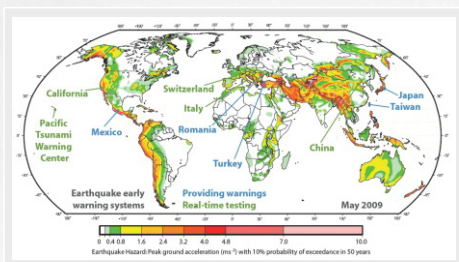 California
Pacific
Tsunami
Warning
Center
Mexico
Switzerland
Italy
Romania
Turkey
China
Japan
Taiwan
Earthquake early
warning systems
Providing warnings
Real-time testing
May 2009
0 0.4 0.8 1.6 2.4 3.2 4.0 4.8 7.0 10.0
Earthquake Hazard: Peak ground acceleration (ms⁻²) with 10% probability of exceedance in 50 years